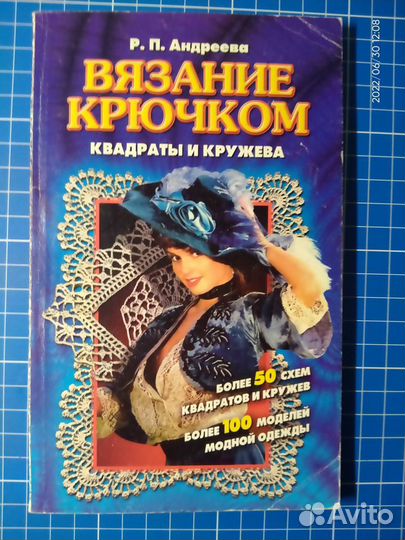 Р. П. Андреева
ВЯЗАНИЕ
КРЮЧКОМ
КВАДРАТЫ И КРУЖЕВА
БОЛЕЕ 50 СХЕМ
КВАДРАТОВ И КРУЖЕВ
БОЛЕЕ 100 МОДЕЛЕЙ
МОДНОЙ ОДЕЖДЫ
2022/06/30 12:08
Avito